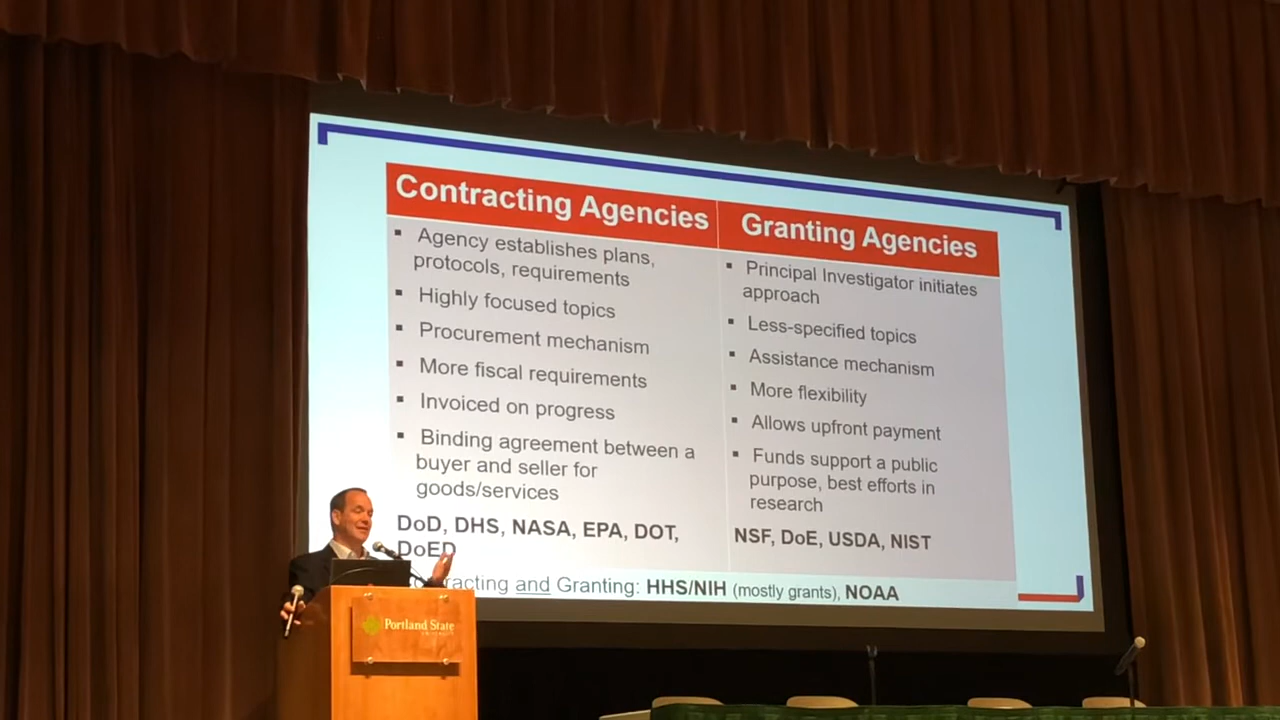 Contracting Agencies
▪ Agency establishes plans,
protocols, requirements
▪ Highly focused topics
▪ Procurement mechanism
▪ More fiscal requirements
▪ Invoiced on progress
▪ Binding agreement between a
buyer and seller for
goods/services
DoD, DHS, NASA, EPA, DOT,
DoED
Granting Agencies
▪ Principal Investigator initiates
approach
▪ Less-specified topics
▪ Assistance mechanism
▪ More flexibility
▪ Allows upfront payment
▪ Funds support a public
purpose, best efforts in
research
NSF, DoE, USDA, NIST
racting and Granting: HHS/NIH (mostly grants), NOAA
Portland State